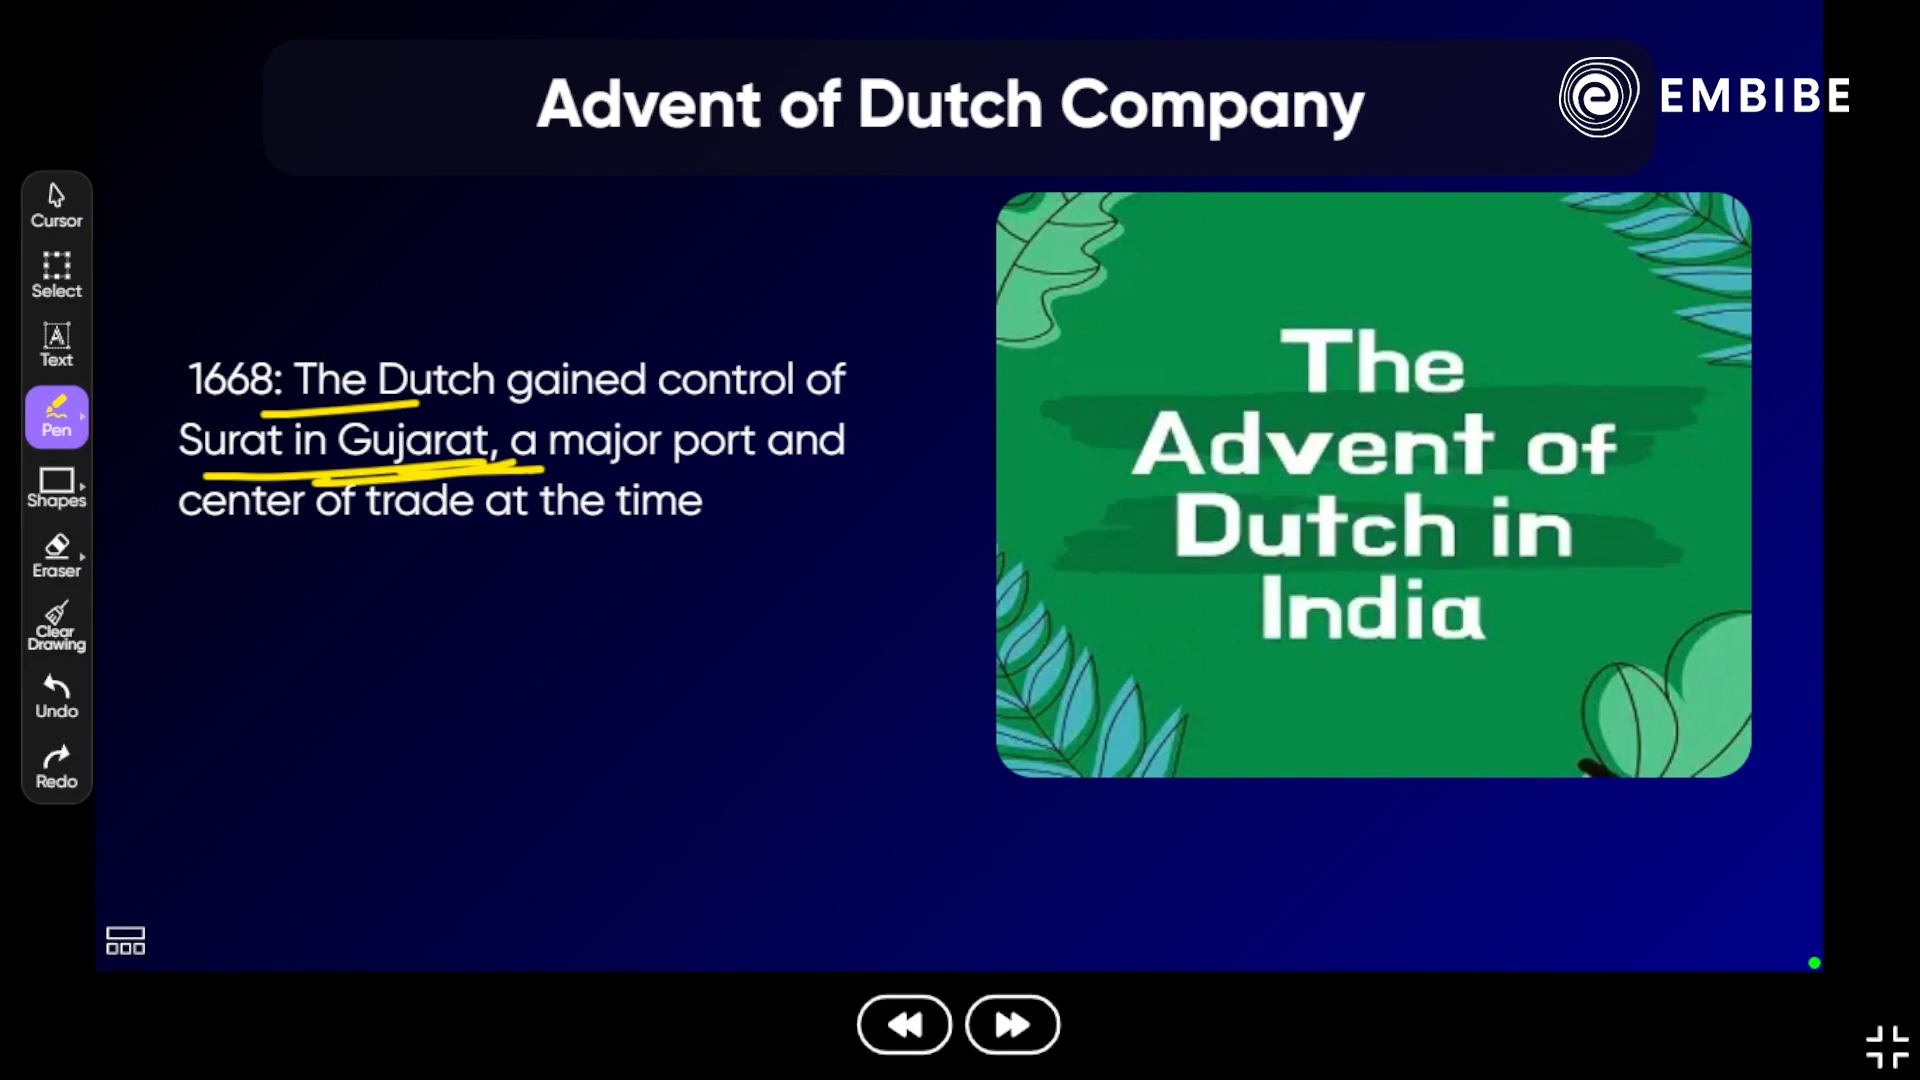 Advent of Dutch Company
EMBIBE
Cursor
Select
Text
Pen
Shapes
Eraser
Clear
Drawing
Undo
Redo
1668: The Dutch gained control of
Surat in Gujarat, a major port and
center of trade at the time
The
Advent of
Dutch in
India